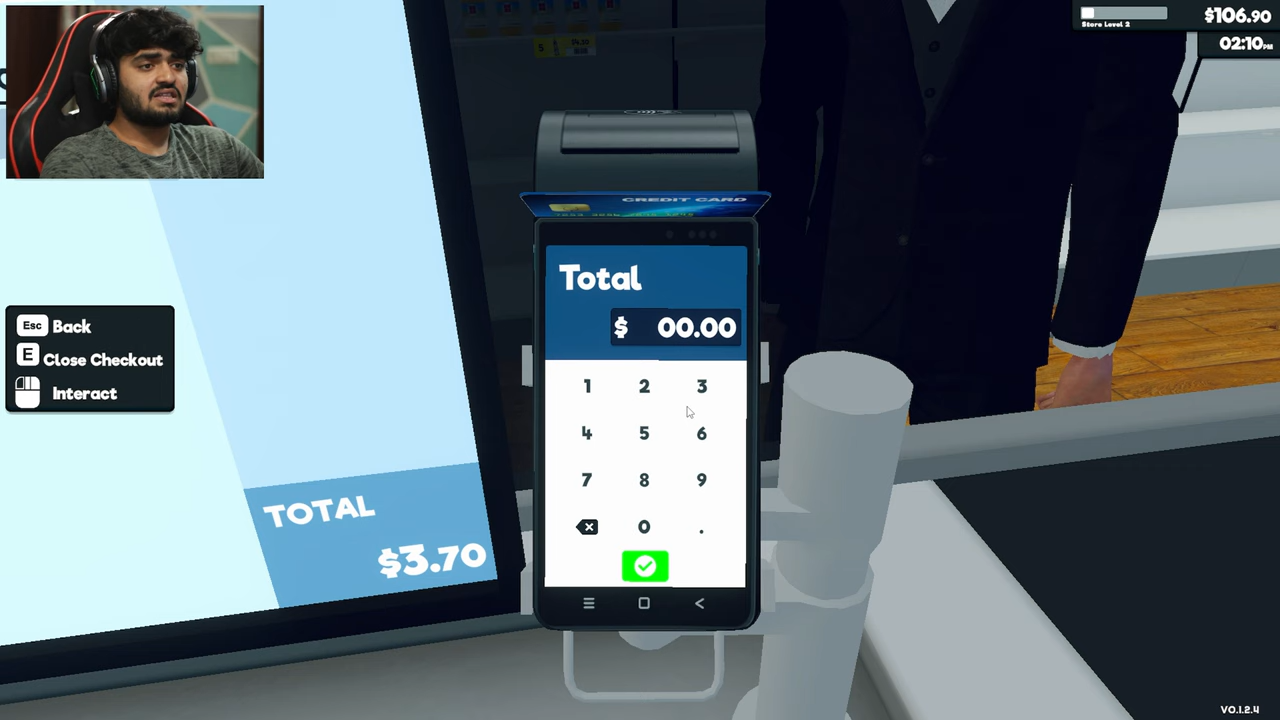 $106.90
Store Level 2
02:10PM
CREDIT CARD
Total
$ 00.00
Esc Back
E Close Checkout
Interact
1 2 3
4 5 6
7 8 9
0 .
TOTAL
$3.70
V0.1.2.4